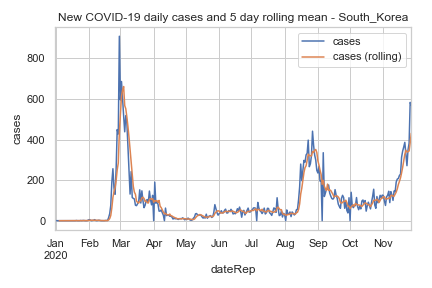 New COVID-19 daily cases and 5 day rolling mean - South_Korea
cases
cases (rolling)
800
600
400
200
0
cases
Jan Feb Mar Apr May Jun Jul Aug Sep Oct Nov
2020
dateRep